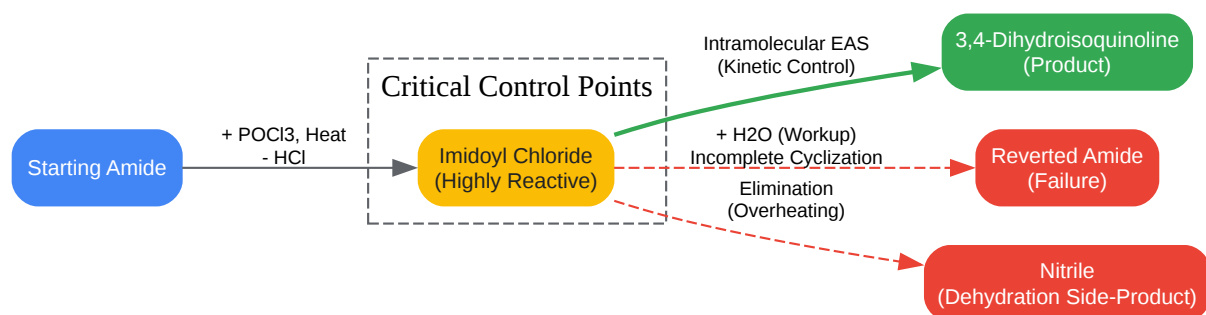 Starting Amide
+ POCl3, Heat
- HCl
Critical Control Points
Imidoyl Chloride
(Highly Reactive)
Intramolecular EAS
(Kinetic Control)
3,4-Dihydroisoquinoline
(Product)
+ H2O (Workup)
Incomplete Cyclization
Reverted Amide
(Failure)
Elimination
(Overheating)
Nitrile
(Dehydration Side-Product)